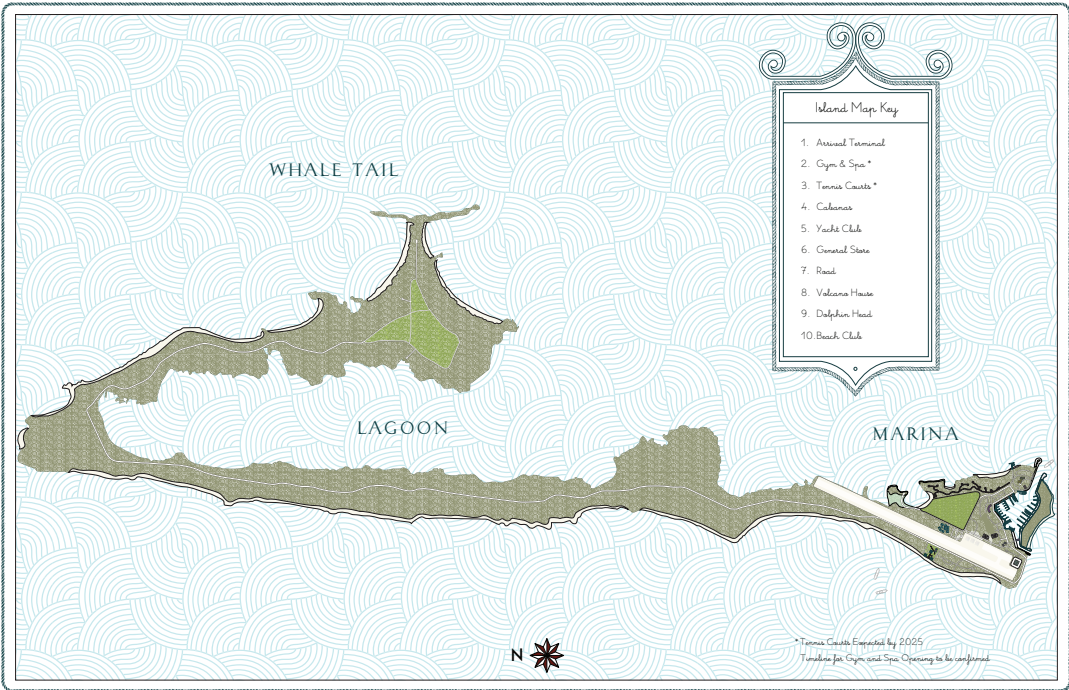 WHALE TAIL
Island Map Key
1. Arrival Terminal
2. Gym & Spa *
3. Tennis Courts *
4. Cabanas
5. Yacht Club
6. General Store
7. Road
8. Volcano House
9. Dolphin Head
10. Beach Club
LAGOON
MARINA
N
* Tennis Courts Expected by 2025
Timeline for Gym and Spa Opening to be confirmed